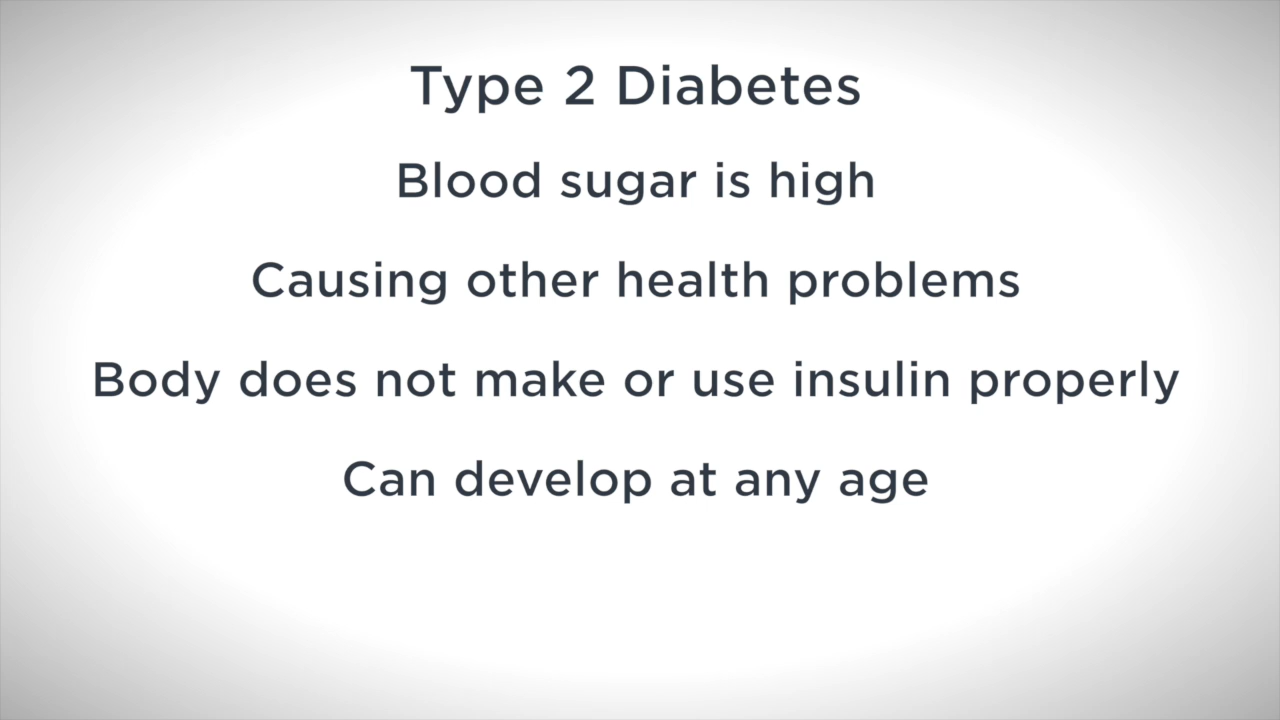 Type 2 Diabetes
Blood sugar is high
Causing other health problems
Body does not make or use insulin properly
Can develop at any age